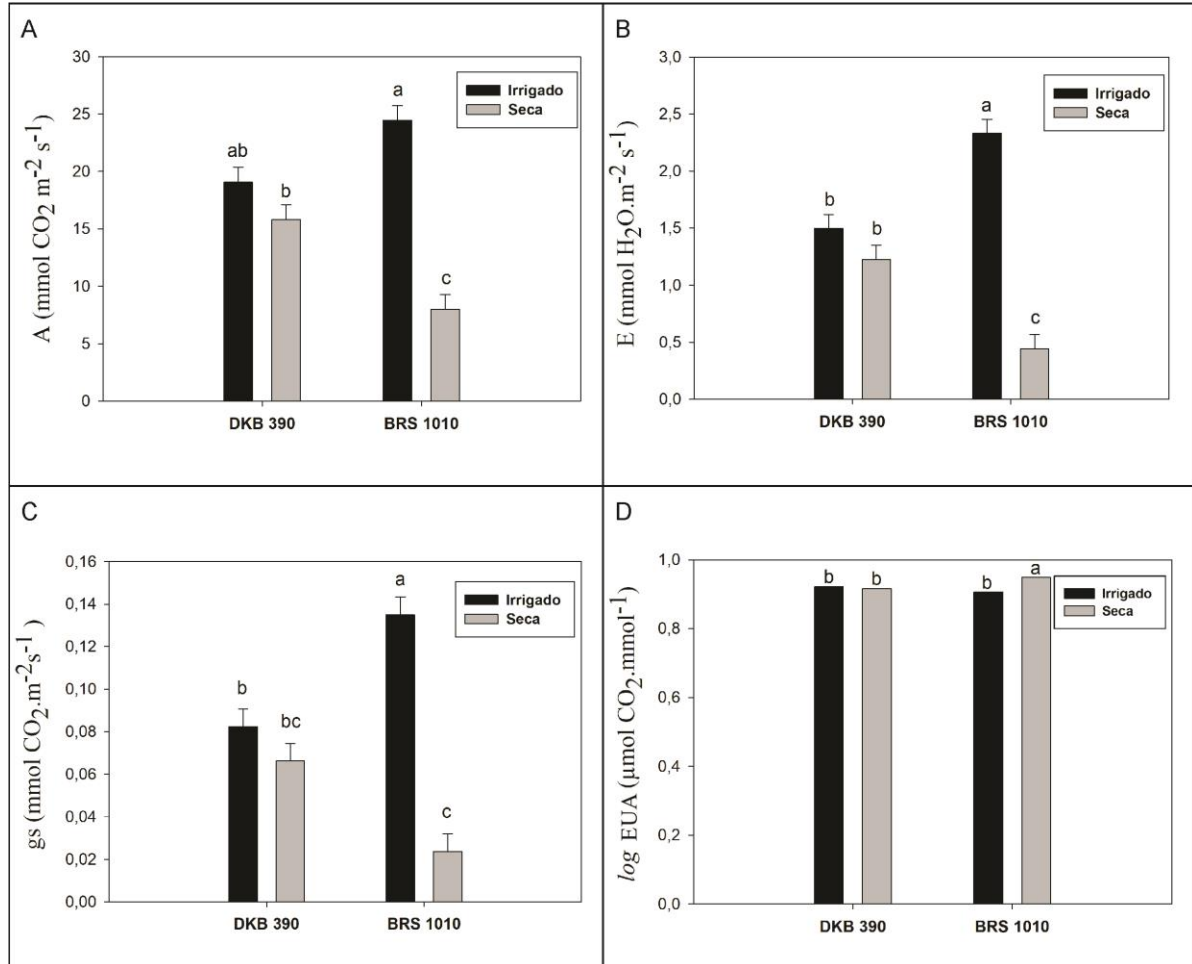 A
A (mmol CO2 m-2 s-1)
30
25
20
15
10
5
0
Irrigado
Seca
ab
b
a
c
DKB 390
BRS 1010
B
E (mmol H2O.m-2 s-1)
3,0
2,5
2,0
1,5
1,0
0,5
0,0
Irrigado
Seca
b
b
a
c
DKB 390
BRS 1010
C
gs (mmol CO2.m-2s-1)
0,16
0,14
0,12
0,10
0,08
0,06
0,04
0,02
0,00
Irrigado
Seca
b
bc
a
c
DKB 390
BRS 1010
D
log EUA (µmol CO2.mmol-1)
1,0
0,8
0,6
0,4
0,2
0,0
Irrigado
Seca
b
b
b
a
DKB 390
BRS 1010